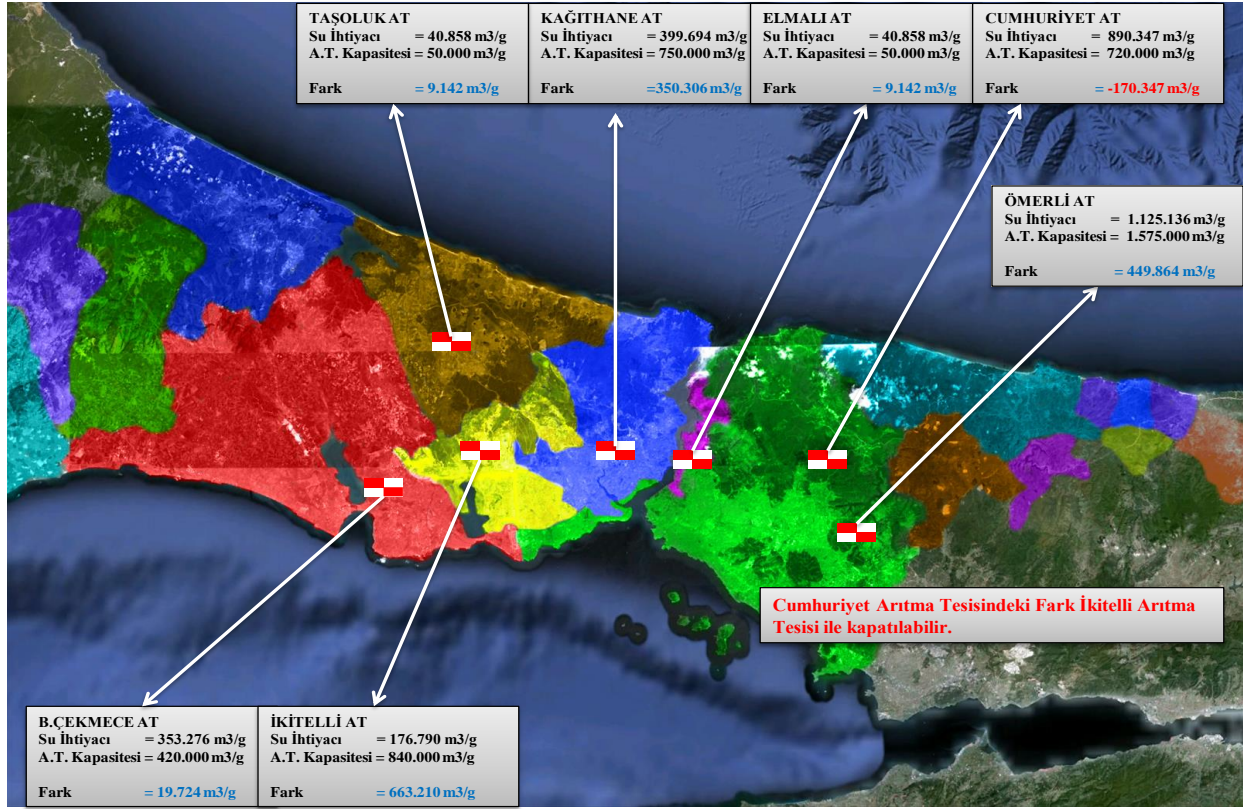 TAŞOLUK AT
Su İhtiyacı = 40.858 m3/g
A.T. Kapasitesi = 50.000 m3/g
Fark = 9.142 m3/g
KAĞITHANE AT
Su İhtiyacı = 399.694 m3/g
A.T. Kapasitesi = 750.000 m3/g
Fark =350.306 m3/g
ELMALI AT
Su İhtiyacı = 40.858 m3/g
A.T. Kapasitesi = 50.000 m3/g
Fark = 9.142 m3/g
CUMHURİYET AT
Su İhtiyacı = 890.347 m3/g
A.T. Kapasitesi = 720.000 m3/g
Fark = -170.347 m3/g
ÖMERLİ AT
Su İhtiyacı = 1.125.136 m3/g
A.T. Kapasitesi = 1.575.000 m3/g
Fark = 449.864 m3/g
Cumhuriyet Arıtma Tesisindeki Fark İkitelli Arıtma
Tesisi ile kapatılabilir.
B.ÇEKMECE AT
Su İhtiyacı = 353.276 m3/g
A.T. Kapasitesi = 420.000 m3/g
Fark = 19.724 m3/g
İKİTELLİ AT
Su İhtiyacı = 176.790 m3/g
A.T. Kapasitesi = 840.000 m3/g
Fark = 663.210 m3/g